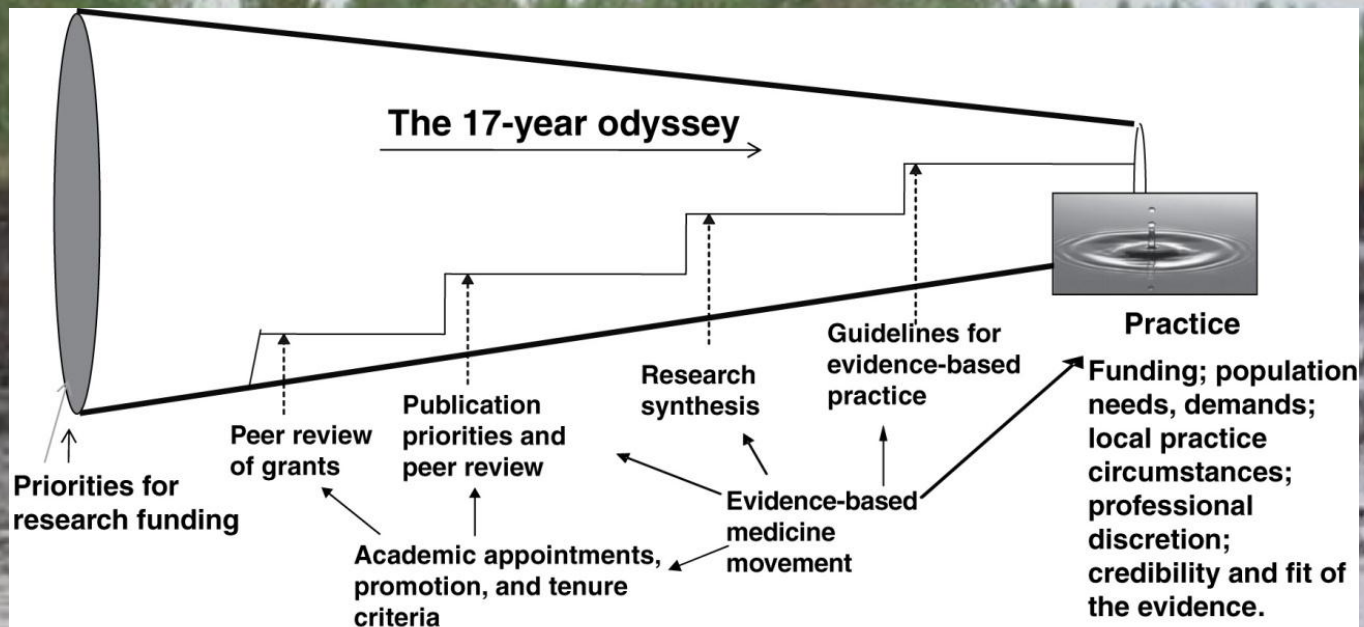 The 17-year odyssey
Priorities for
research funding
Peer review
of grants
Publication
priorities and
peer review
Research
synthesis
Guidelines for
evidence-based
practice
Academic appointments,
promotion, and tenure
criteria
Evidence-based
medicine
movement
Practice
Funding; population
needs, demands;
local practice
circumstances;
professional
discretion;
credibility and fit of
the evidence.